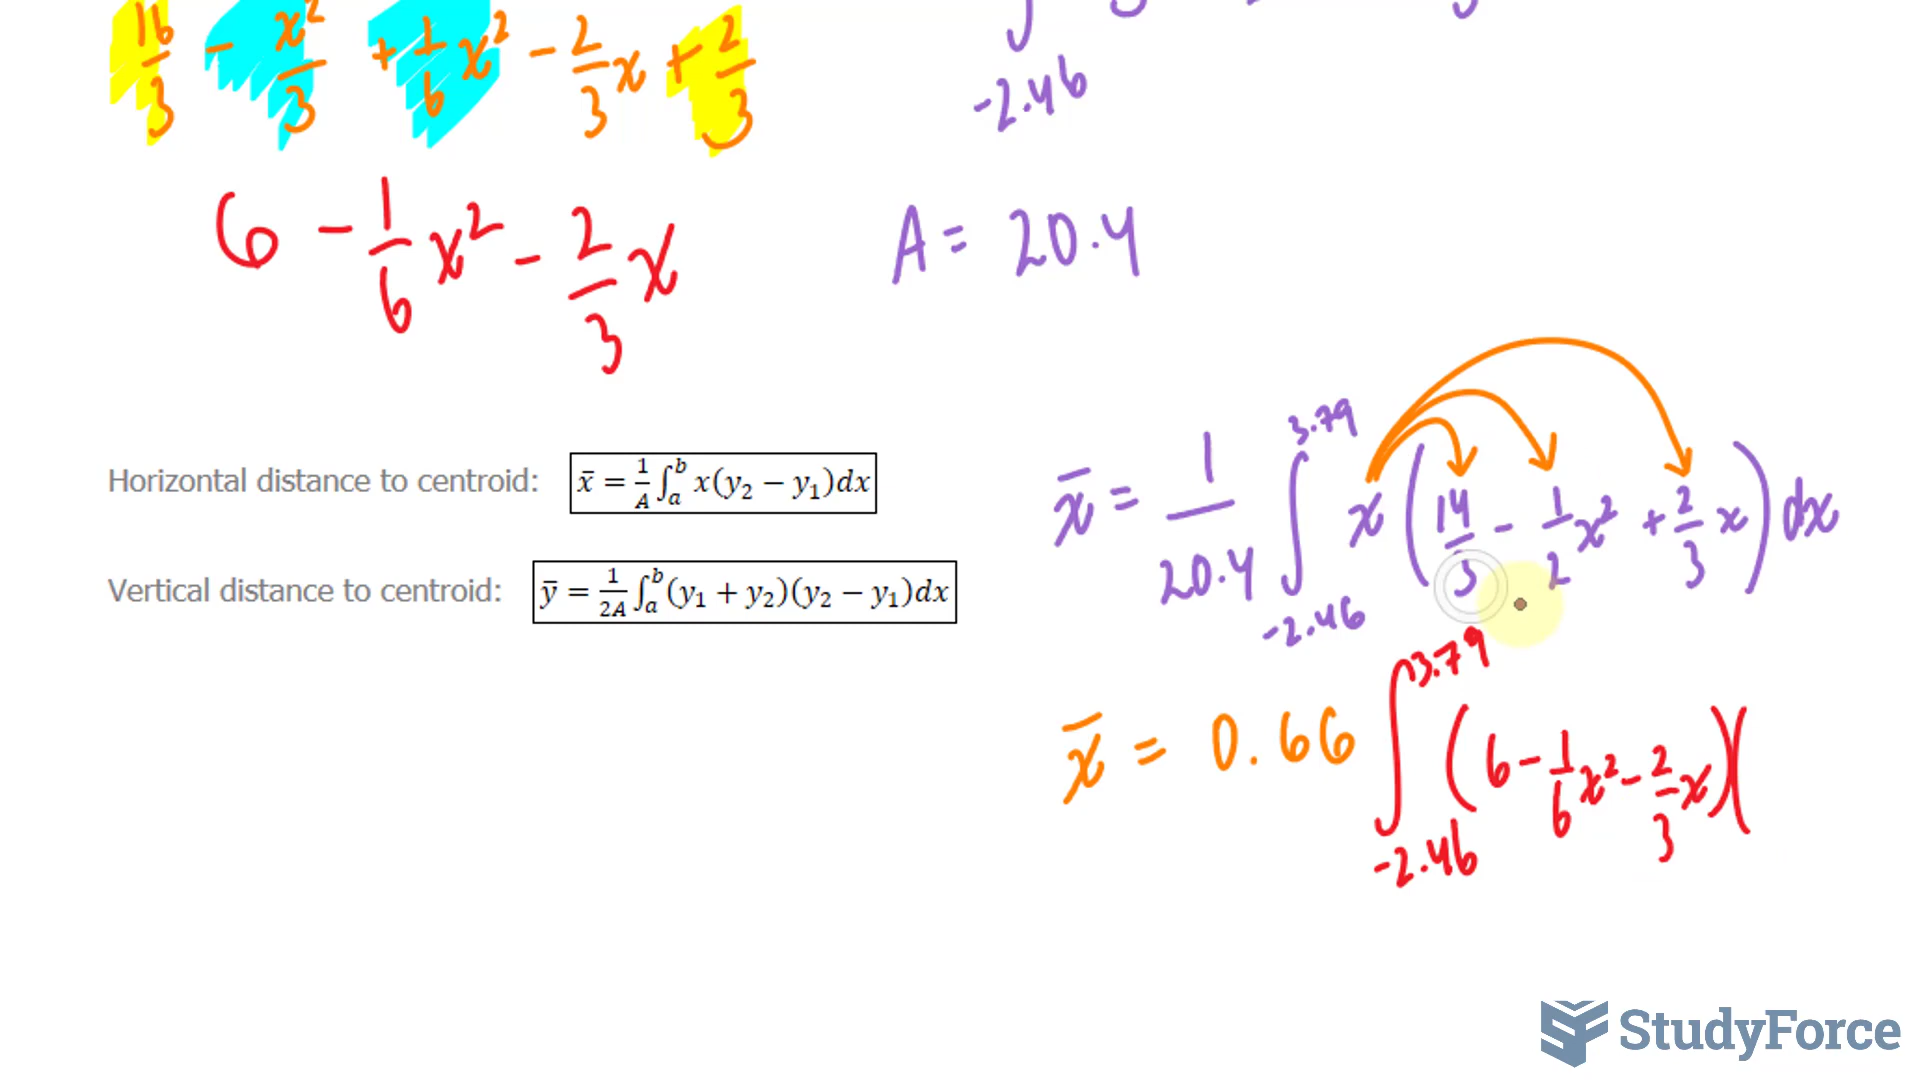 16/3 - x²/3 + 1/6 x² - 2/3 x + 2/3
-2.46
6 - 1/6 x² - 2/3 x
A = 20.4
Horizontal distance to centroid: x̄ = 1/A ∫_a^b x(y₂ − y₁)dx
x̄ = 1/20.4 ∫_{-2.46}^{3.79} x (14/3 - 1/2 x² + 2/3 x) dx
Vertical distance to centroid: ȳ = 1/2A ∫_a^b (y₁ + y₂)(y₂ − y₁)dx
x̄ = 0.66
∫_{-2.46}^{3.79} (6 - 1/6 x² - 2/3 x)(
StudyForce